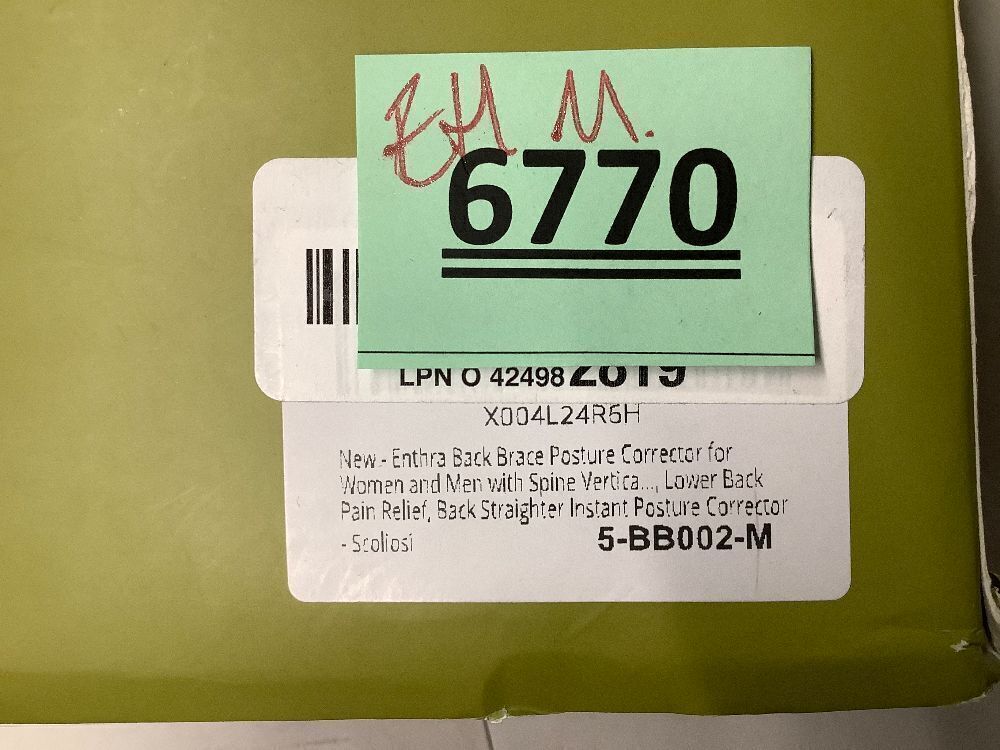 EH M.
6770
LPN O 42498 2819
X004L24R6H
New - Enthra Back Brace Posture Corrector for
Women and Men with Spine Vertica..., Lower Back
Pain Relief, Back Straighter Instant Posture Corrector
- Scoliosi
5-BB002-M